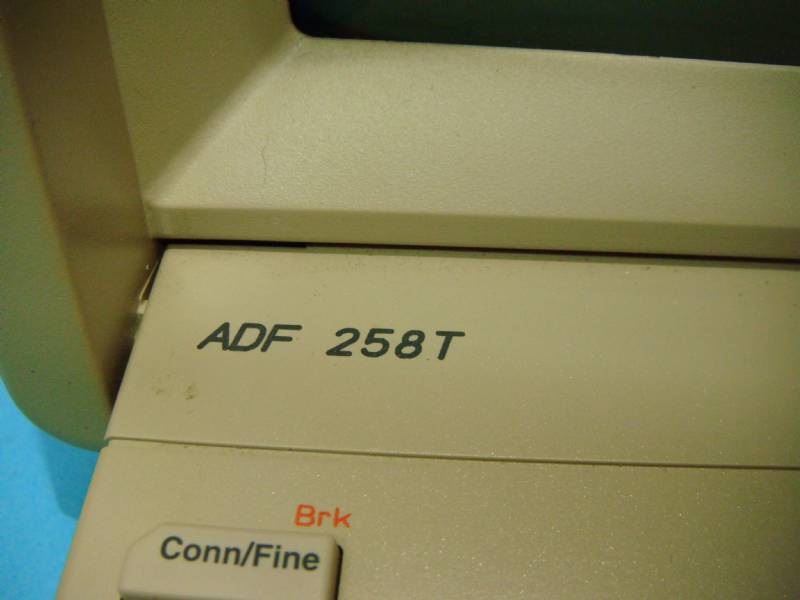 ADF 258T
Brk
Conn/Fine